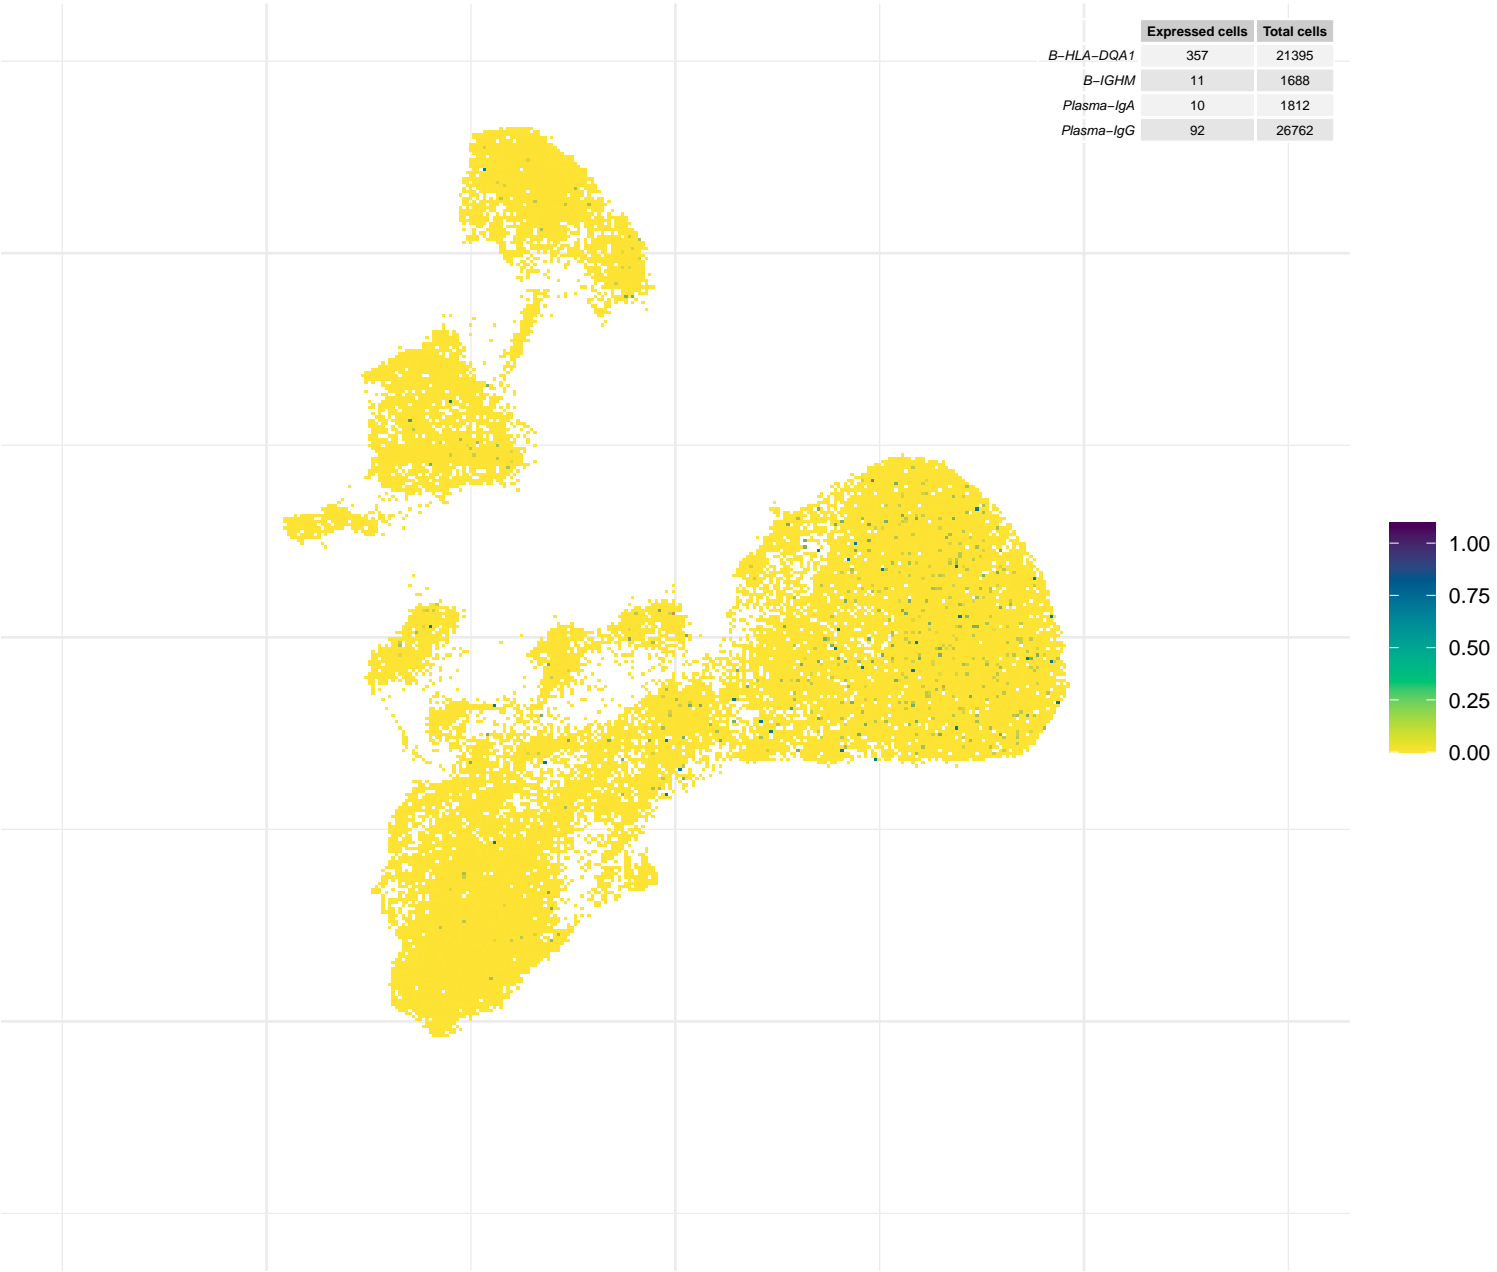 Expressed cells Total cells
B−HLA−DQA1 357 21395
B−IGHM 11 1688
Plasma−IgA 10 1812
Plasma−IgG 92 26762
1.00
0.75
0.50
0.25
0.00